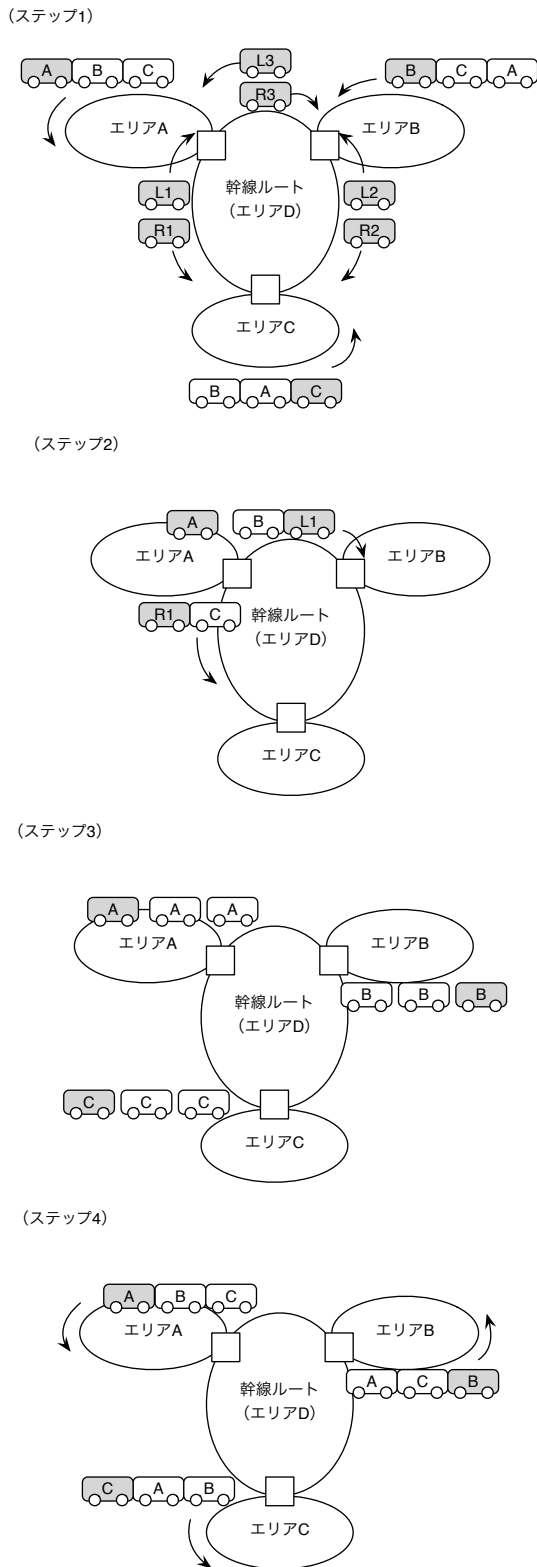 （ステップ1）
L3
A B C
B C A
R3
エリアA
エリアB
幹線ルート
（エリアD）
L1
L2
R1
R2
エリアC
B A C
（ステップ2）
A
B L1
エリアA
エリアB
R1 C
幹線ルート
（エリアD）
エリアC
（ステップ3）
A A A
エリアA
エリアB
B B B
幹線ルート
（エリアD）
C C C
エリアC
（ステップ4）
A B C
エリアA
エリアB
A C B
幹線ルート
（エリアD）
C A B
エリアC